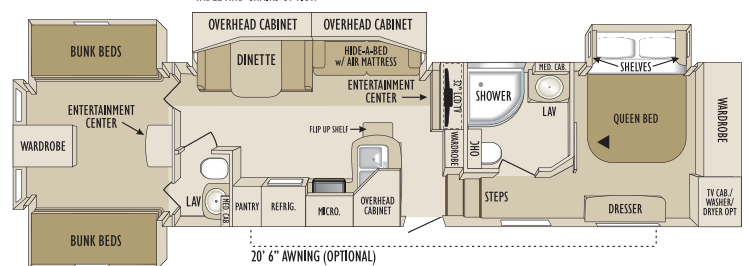 OVERHEAD CABINET
OVERHEAD CABINET
BUNK BEDS
DINETTE
HIDE-A-BED
w/ AIR MATTRESS
ENTERTAINMENT
CENTER
32" LCD TV
MED. CAB.
SHELVES
SHOWER
LAV
QUEEN BED
WARDROBE
ENTERTAINMENT
CENTER
FLIP UP SHELF
WARDROBE
WARDROBE
OHC
LAV
MED. CAB
PANTRY
REFRIG.
MICRO.
OVERHEAD
CABINET
STEPS
DRESSER
TV CAB./
WASHER/
DRYER OPT
BUNK BEDS
20' 6" AWNING (OPTIONAL)